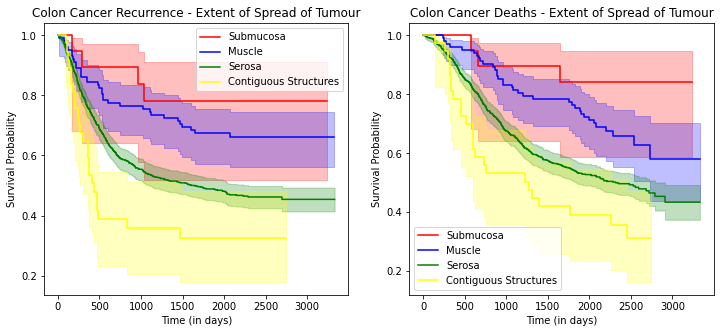 Colon Cancer Recurrence - Extent of Spread of Tumour
Survival Probability
1.0
0.8
0.6
0.4
0.2
Submucosa
Muscle
Serosa
Contiguous Structures
0
500
1000
1500
2000
2500
3000
Time (in days)
Colon Cancer Deaths - Extent of Spread of Tumour
Survival Probability
1.0
0.8
0.6
0.4
0.2
Submucosa
Muscle
Serosa
Contiguous Structures
0
500
1000
1500
2000
2500
3000
Time (in days)